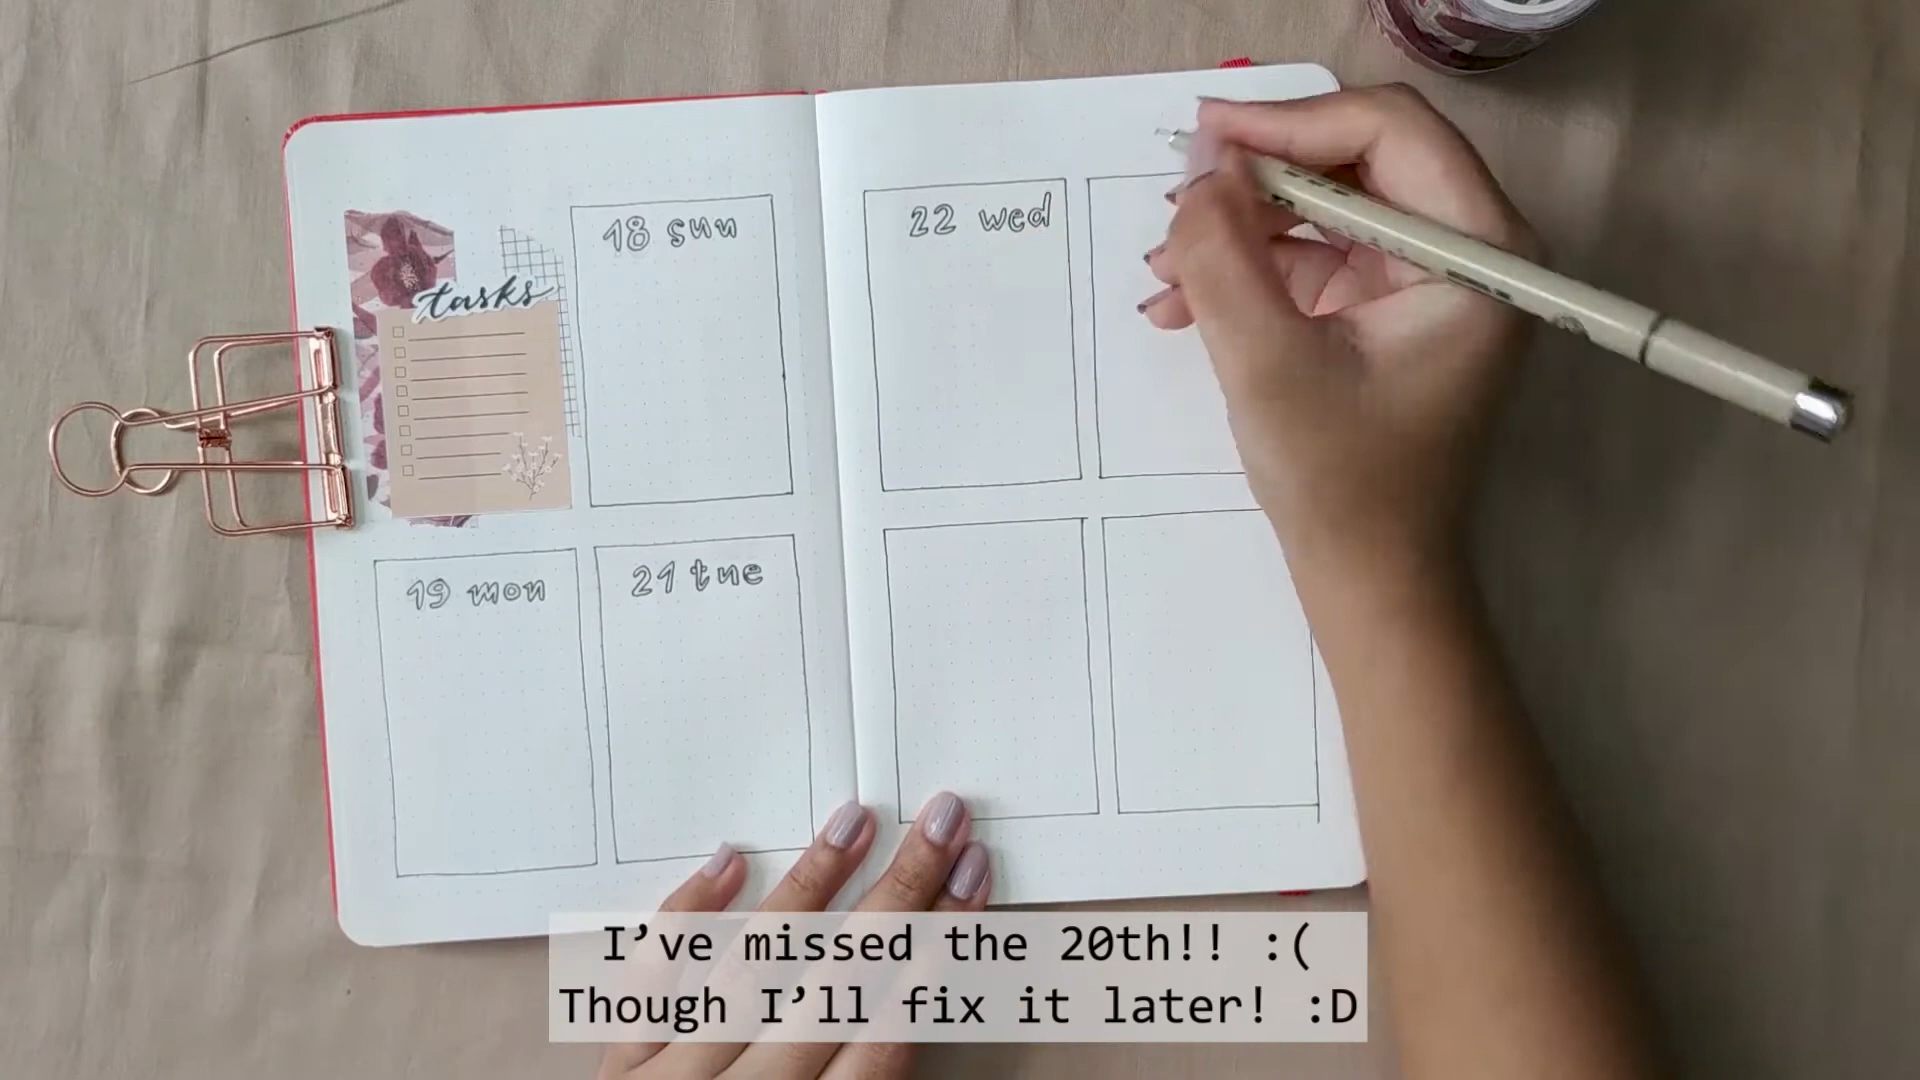 tasks
18 sun
19 mon
21 tue
22 wed
I’ve missed the 20th!! :(
Though I’ll fix it later! :D